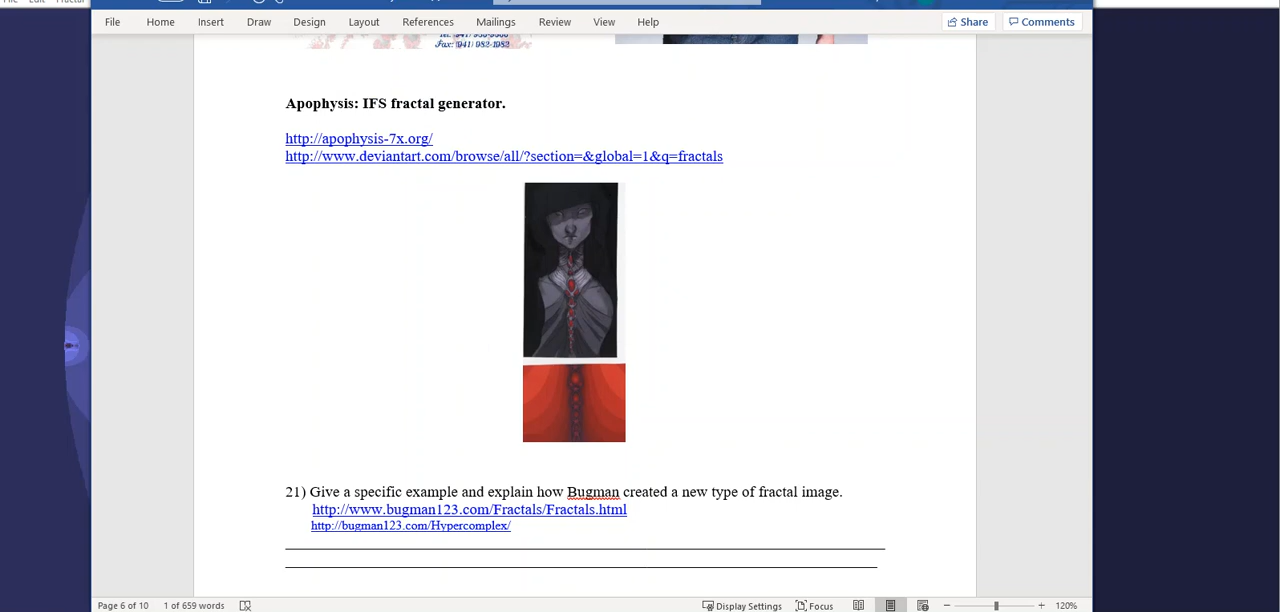 File Edit Fractal
File Home Insert Draw Design Layout References Mailings Review View Help Share Comments
Fax: (941) 982-1982
Apophysis: IFS fractal generator.
http://apophysis-7x.org/
http://www.deviantart.com/browse/all/?section=&global=1&q=fractals
21) Give a specific example and explain how Bugman created a new type of fractal image.
http://www.bugman123.com/Fractals/Fractals.html
http://bugman123.com/Hypercomplex/
Page 6 of 10 1 of 659 words Display Settings Focus 120%